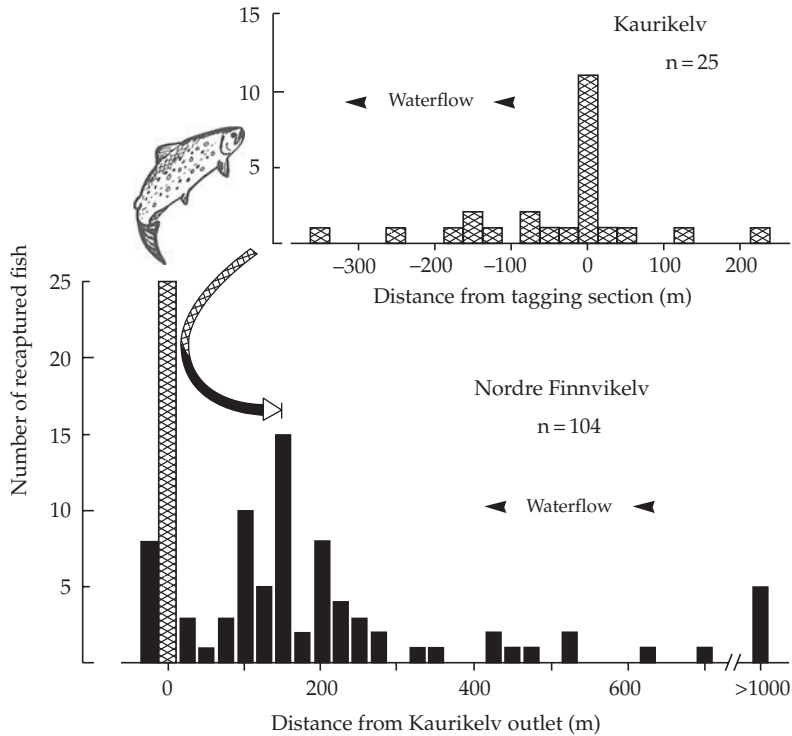 15
10
5
Kaurikelv
n = 25
Waterflow
−300 −200 −100 0 100 200
Distance from tagging section (m)
Number of recaptured fish
25
20
15
10
5
Nordre Finnvikelv
n = 104
Waterflow
0 200 400 600 >1000
Distance from Kaurikelv outlet (m)